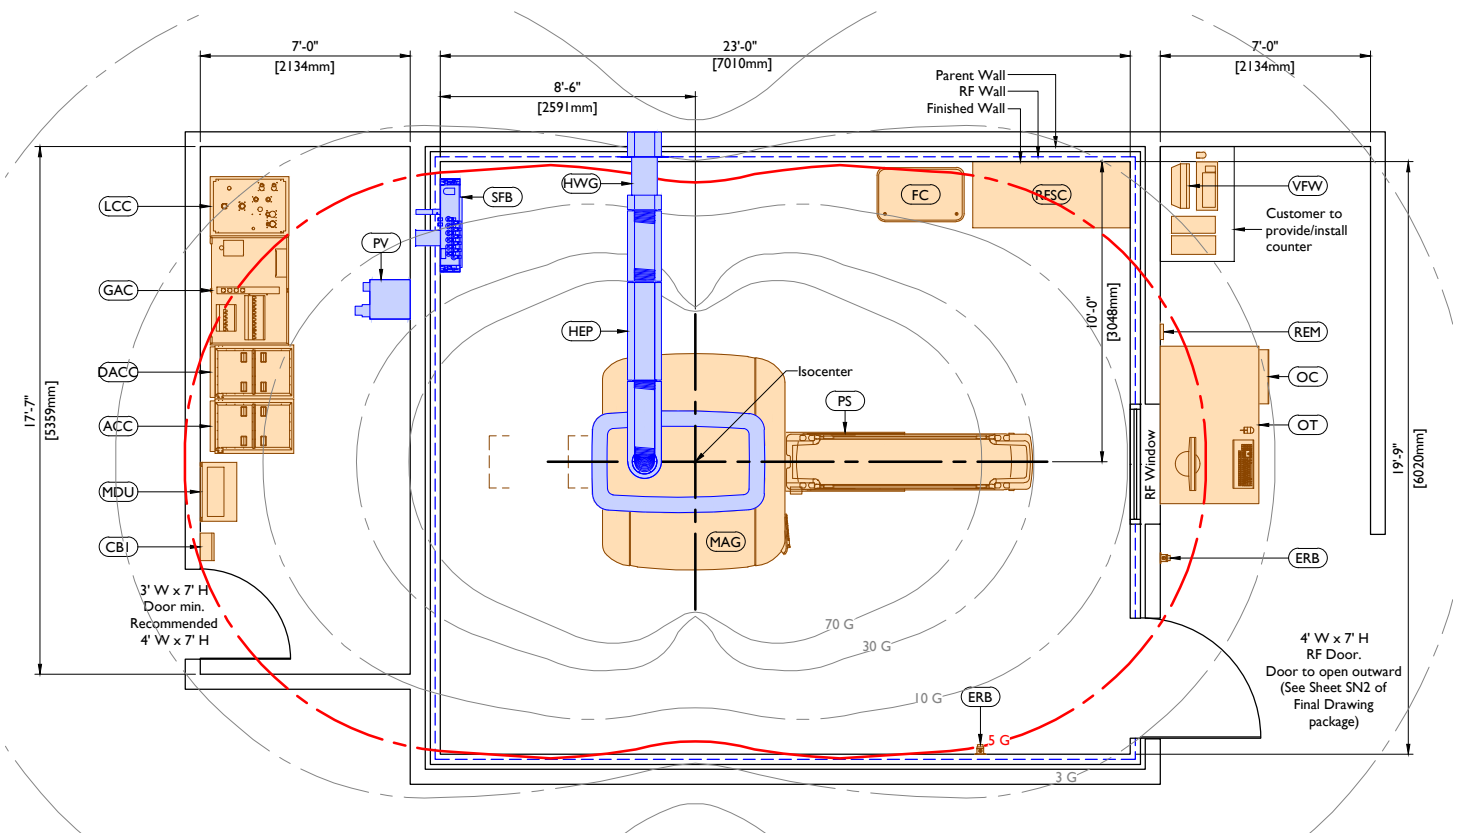 7'-0"
[2134mm]
23'-0"
[7010mm]
7'-0"
[2134mm]
8'-6"
[2591mm]
Parent Wall
RF Wall
Finished Wall
LCC
GAC
DACC
ACC
MDU
CB1
PV
SFB
HWG
HEP
FC
RFSC
VFW
Customer to
provide/install
counter
REM
OC
OT
ERB
Isocenter
PS
MAG
RF Window
10'-0"
[3048mm]
17'-7"
[5359mm]
19'-9"
[6020mm]
3' W x 7' H
Door min.
Recommended
4' W x 7' H
70 G
30 G
10 G
ERB
5 G
3 G
4' W x 7' H
RF Door.
Door to open outward
(See Sheet SN2 of
Final Drawing
package)